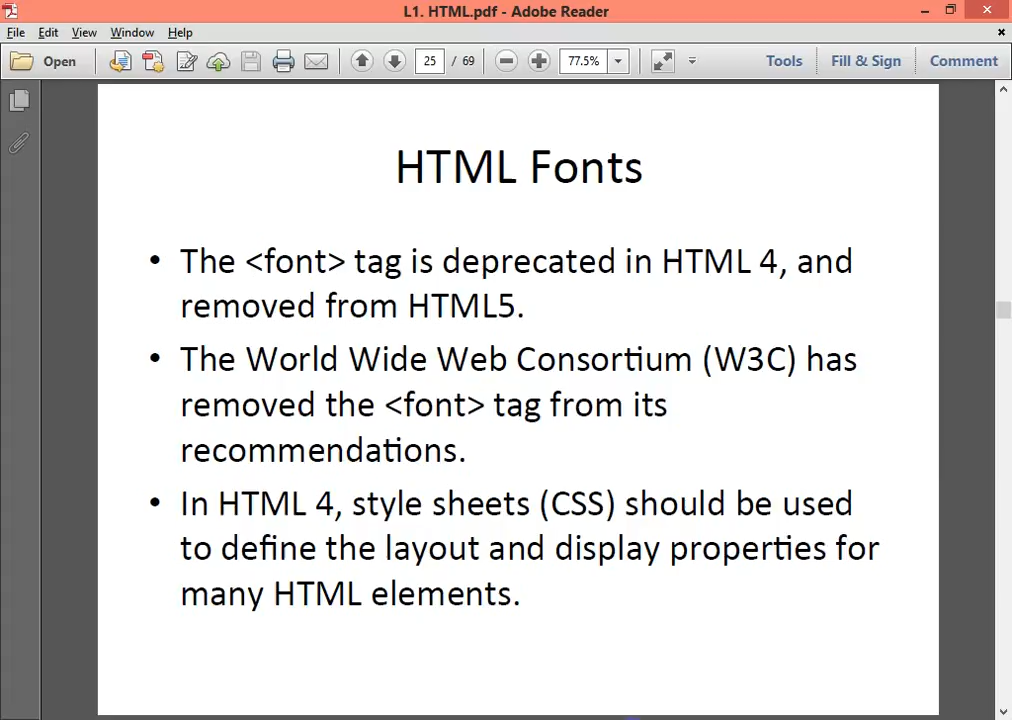 L1. HTML.pdf - Adobe Reader
File Edit View Window Help
Open 25 / 69 77.5% Tools Fill & Sign Comment
HTML Fonts
• The <font> tag is deprecated in HTML 4, and
removed from HTML5.
• The World Wide Web Consortium (W3C) has
removed the <font> tag from its
recommendations.
• In HTML 4, style sheets (CSS) should be used
to define the layout and display properties for
many HTML elements.